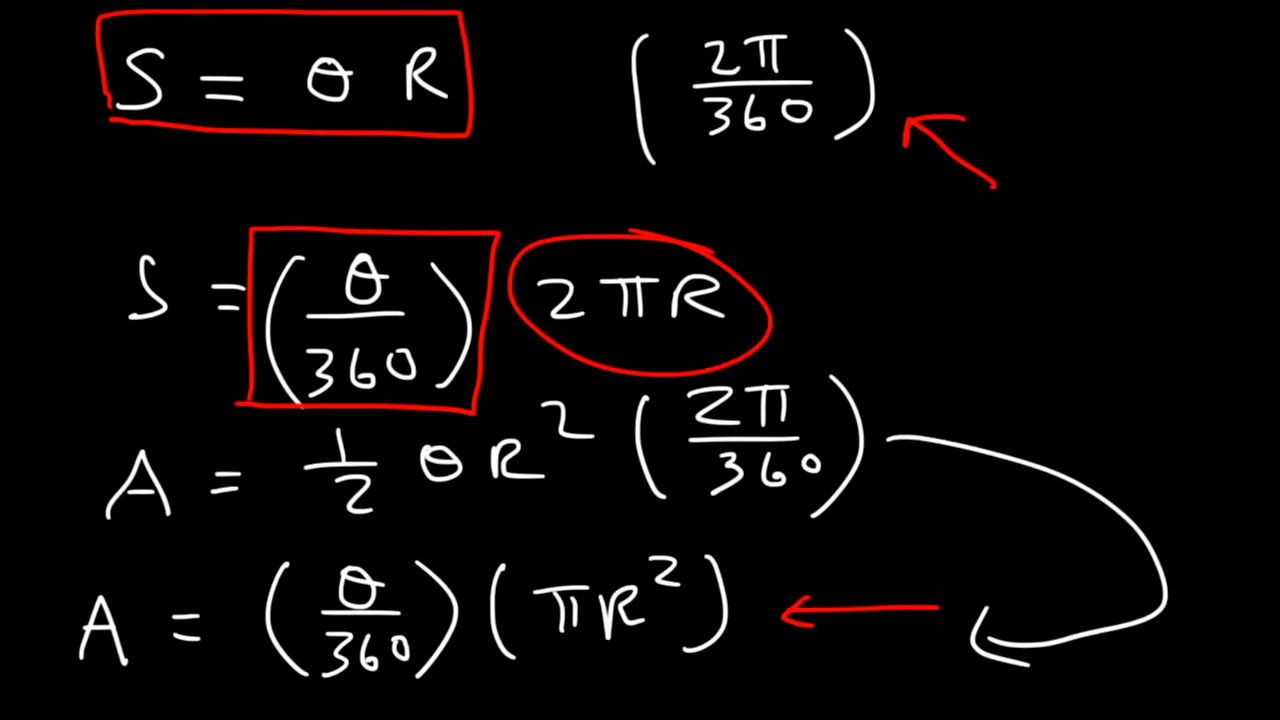 S = θ R (2π/360)
S = (θ/360) 2πR
A = 1/2 θ R² (2π/360)
A = (θ/360) (πR²)